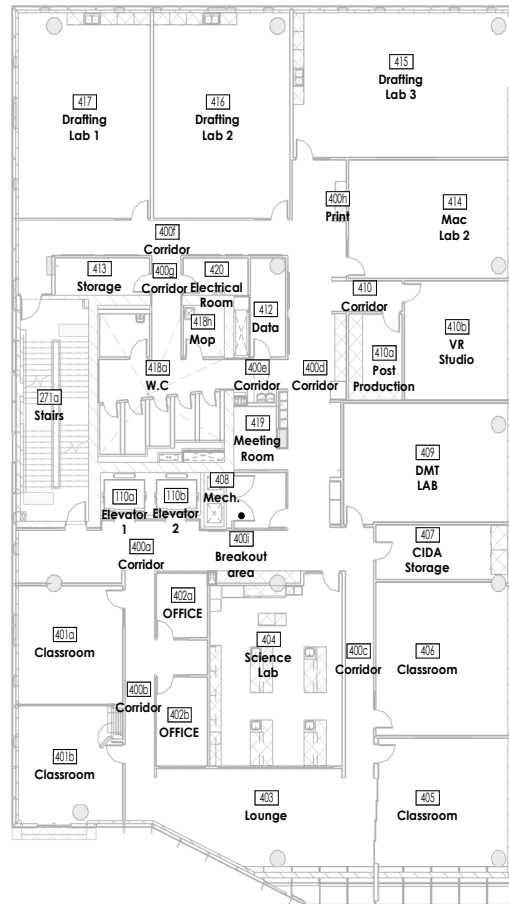 415
Drafting
Lab 3
417
Drafting
Lab 1
416
Drafting
Lab 2
400h
Print
414
Mac
Lab 2
400f
Corridor
413
Storage
400g
Corridor
420
Electrical
Room
412
Data
410
Corridor
418h
Mop
410b
VR
Studio
410a
Post
Production
418a
W.C
400e
Corridor
400d
Corridor
271a
Stairs
419
Meeting
Room
409
DMT
LAB
408
Mech.
110a
Elevator
1
110b
Elevator
2
407
CIDA
Storage
400a
Corridor
400i
Breakout
area
402a
OFFICE
401a
Classroom
404
Science
Lab
400c
Corridor
406
Classroom
400b
Corridor
402b
OFFICE
401b
Classroom
403
Lounge
405
Classroom